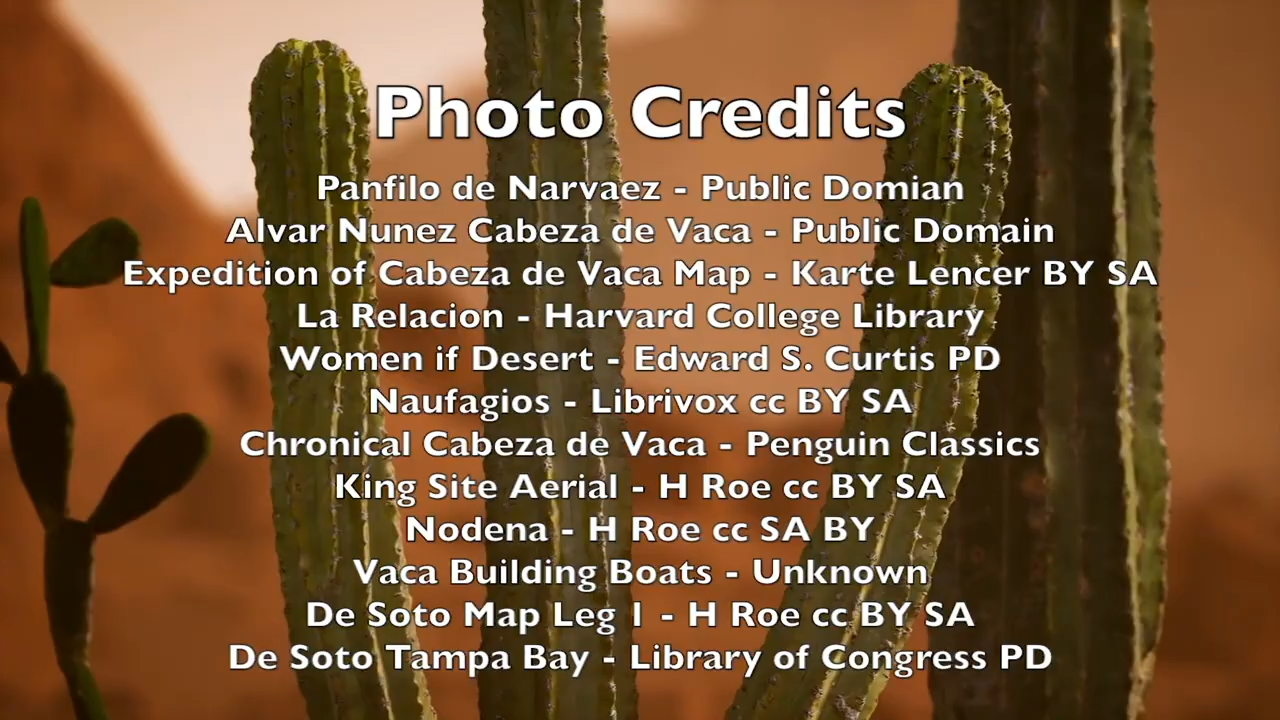 Photo Credits
Panfilo de Narvaez - Public Domian
Alvar Nunez Cabeza de Vaca - Public Domain
Expedition of Cabeza de Vaca Map - Karte Lencer BY SA
La Relacion - Harvard College Library
Women if Desert - Edward S. Curtis PD
Naufagios - Librivox cc BY SA
Chronical Cabeza de Vaca - Penguin Classics
King Site Aerial - H Roe cc BY SA
Nodena - H Roe cc SA BY
Vaca Building Boats - Unknown
De Soto Map Leg 1 - H Roe cc BY SA
De Soto Tampa Bay - Library of Congress PD